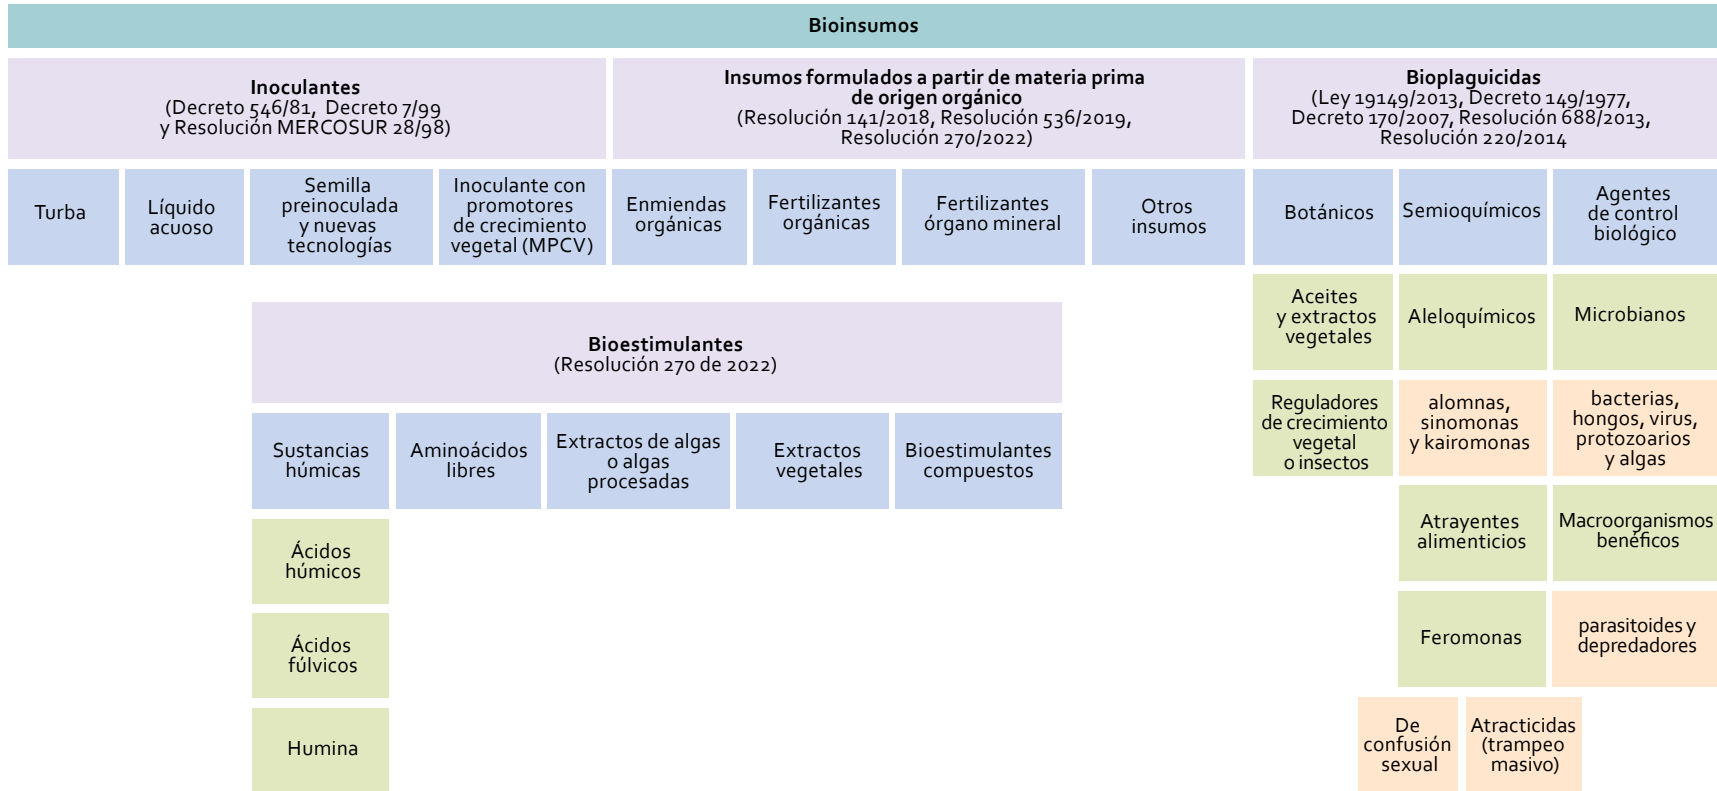 Bioinsumos
Inoculantes
(Decreto 546/81, Decreto 7/99
y Resolución MERCOSUR 28/98)
Insumos formulados a partir de materia prima
de origen orgánico
(Resolución 141/2018, Resolución 536/2019,
Resolución 270/2022)
Bioplaguicidas
(Ley 19149/2013, Decreto 149/1977,
Decreto 170/2007, Resolución 688/2013,
Resolución 220/2014
Turba
Líquido
acuoso
Semilla
preinoculada
y nuevas
tecnologías
Inoculante con
promotores
de crecimiento
vegetal (MPCV)
Enmiendas
orgánicas
Fertilizantes
orgánicas
Fertilizantes
órgano mineral
Otros
insumos
Botánicos
Semioquímicos
Agentes
de control
biológico
Aceites
y extractos
vegetales
Aleloquímicos
Microbianos
Reguladores
de crecimiento
vegetal
o insectos
alomnas,
sinomonas
y kairomonas
bacterias,
hongos, virus,
protozoarios
y algas
Atrayentes
alimenticios
Macroorganismos
benéficos
Feromonas
parasitoides y
depredadores
De
confusión
sexual
Atracticidas
(trampeo
masivo)
Bioestimulantes
(Resolución 270 de 2022)
Sustancias
húmicas
Aminoácidos
libres
Extractos de algas
o algas
procesadas
Extractos
vegetales
Bioestimulantes
compuestos
Ácidos
húmicos
Ácidos
fúlvicos
Humina